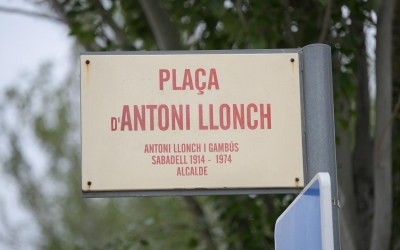 PLAÇA
D'ANTONI LLONCH
ANTONI LLONCH I GAMBÚS
SABADELL 1914 - 1974
ALCALDE